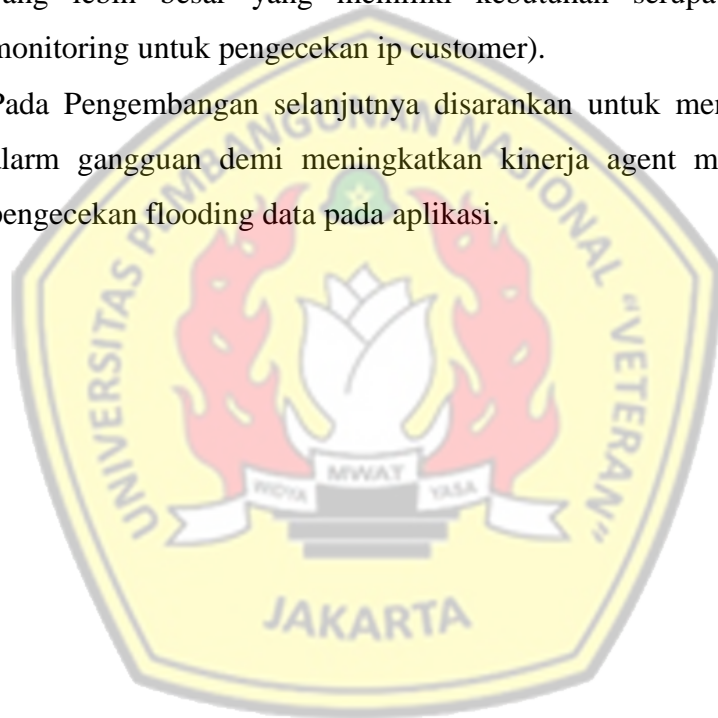 yang lebih besar yang memiliki kebutuhan serupa
monitoring untuk pengecekan ip customer).
Pada Pengembangan selanjutnya disarankan untuk
alarm gangguan demi meningkatkan kinerja agent
pengecekan flooding data pada aplikasi.
UNIVERSITAS PEMBANGUNAN NASIONAL "VETERAN"
WIDYA MWAT YASA
JAKARTA